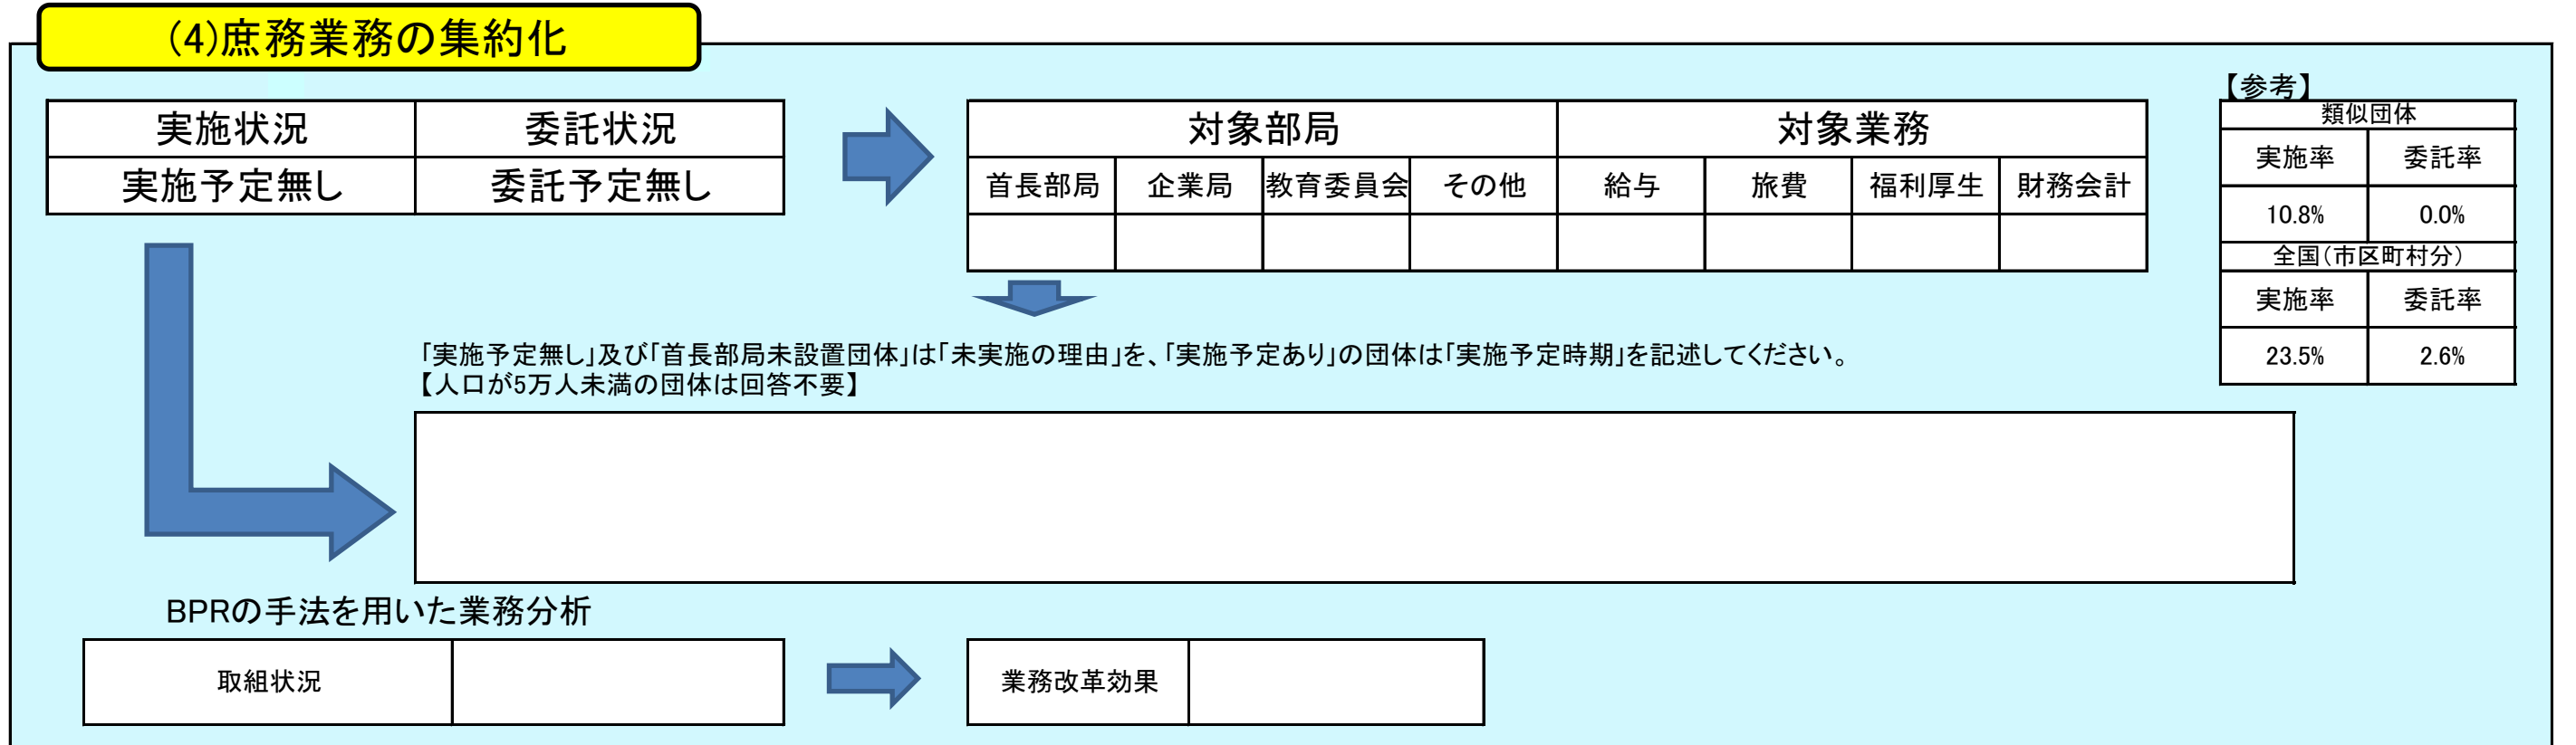 (4)庶務業務の集約化
実施状況 委託状況
実施予定無し 委託予定無し
対象部局 対象業務
首長部局 企業局 教育委員会 その他 給与 旅費 福利厚生 財務会計
【参考】
類似団体
実施率 委託率
10.8% 0.0%
全国(市区町村分)
実施率 委託率
23.5% 2.6%
「実施予定無し」及び「首長部局未設置団体」は「未実施の理由」を、「実施予定あり」の団体は「実施予定時期」を記述してください。
【人口が5万人未満の団体は回答不要】
BPRの手法を用いた業務分析
取組状況
業務改革効果